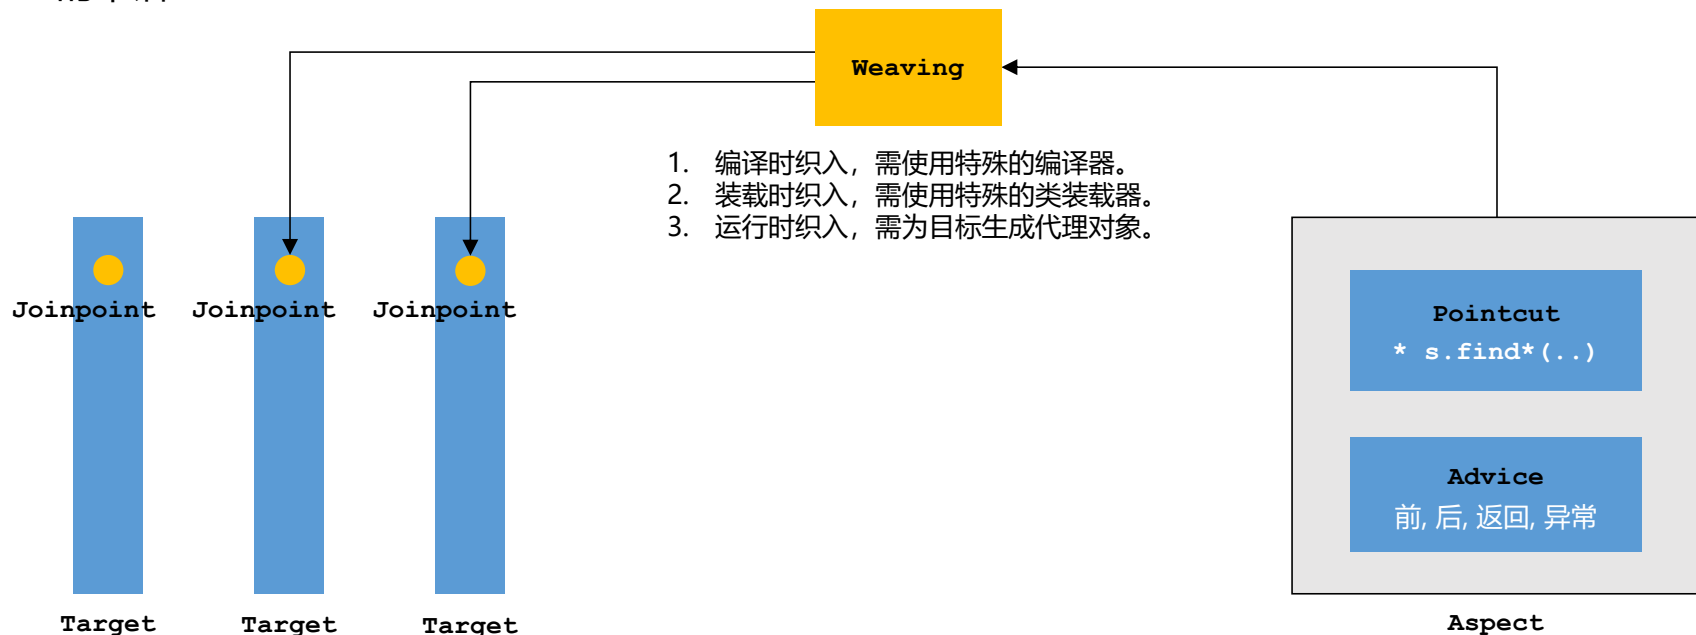 Weaving
1. 编译时织入，需使用特殊的编译器。
2. 装载时织入，需使用特殊的类装载器。
3. 运行时织入，需为目标生成代理对象。
Joinpoint Joinpoint Joinpoint
Pointcut
* s.find*(..)
Advice
前, 后, 返回, 异常
Target Target Target
Aspect